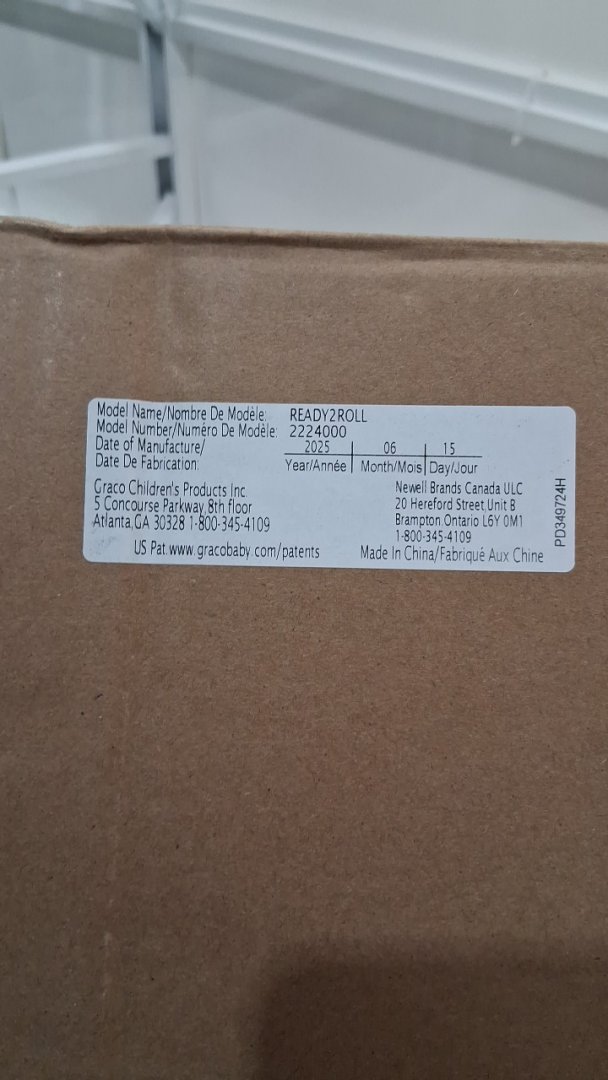 Model Name/Nombre De Modèle: READY2ROLL
Model Number/Numéro De Modèle: 2224000
Date of Manufacture/ 2025 06 15
Date De Fabrication: Year/Année Month/Mois Day/Jour
Graco Children's Products Inc.
5 Concourse Parkway,8th floor
Atlanta,GA 30328 1-800-345-4109
Newell Brands Canada ULC
20 Hereford Street,Unit B
Brampton,Ontario L6Y 0M1
1-800-345-4109
US Pat.www.gracobaby.com/patents
Made In China/Fabriqué Aux Chine
PD349724H